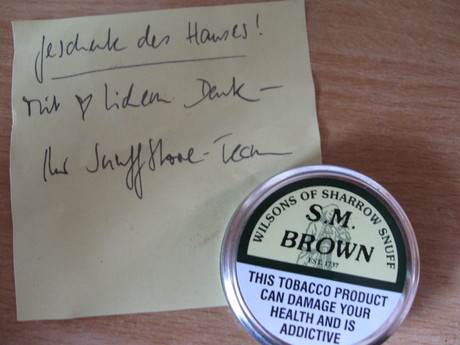 Geschenk des Hauses!
Mit ♥lichem Dank –
Ihr SnuffStore-Team
WILSONS OF SHARROW SNUFF
S.M.
BROWN
EST. 1737
THIS TOBACCO PRODUCT
CAN DAMAGE YOUR
HEALTH AND IS
ADDICTIVE